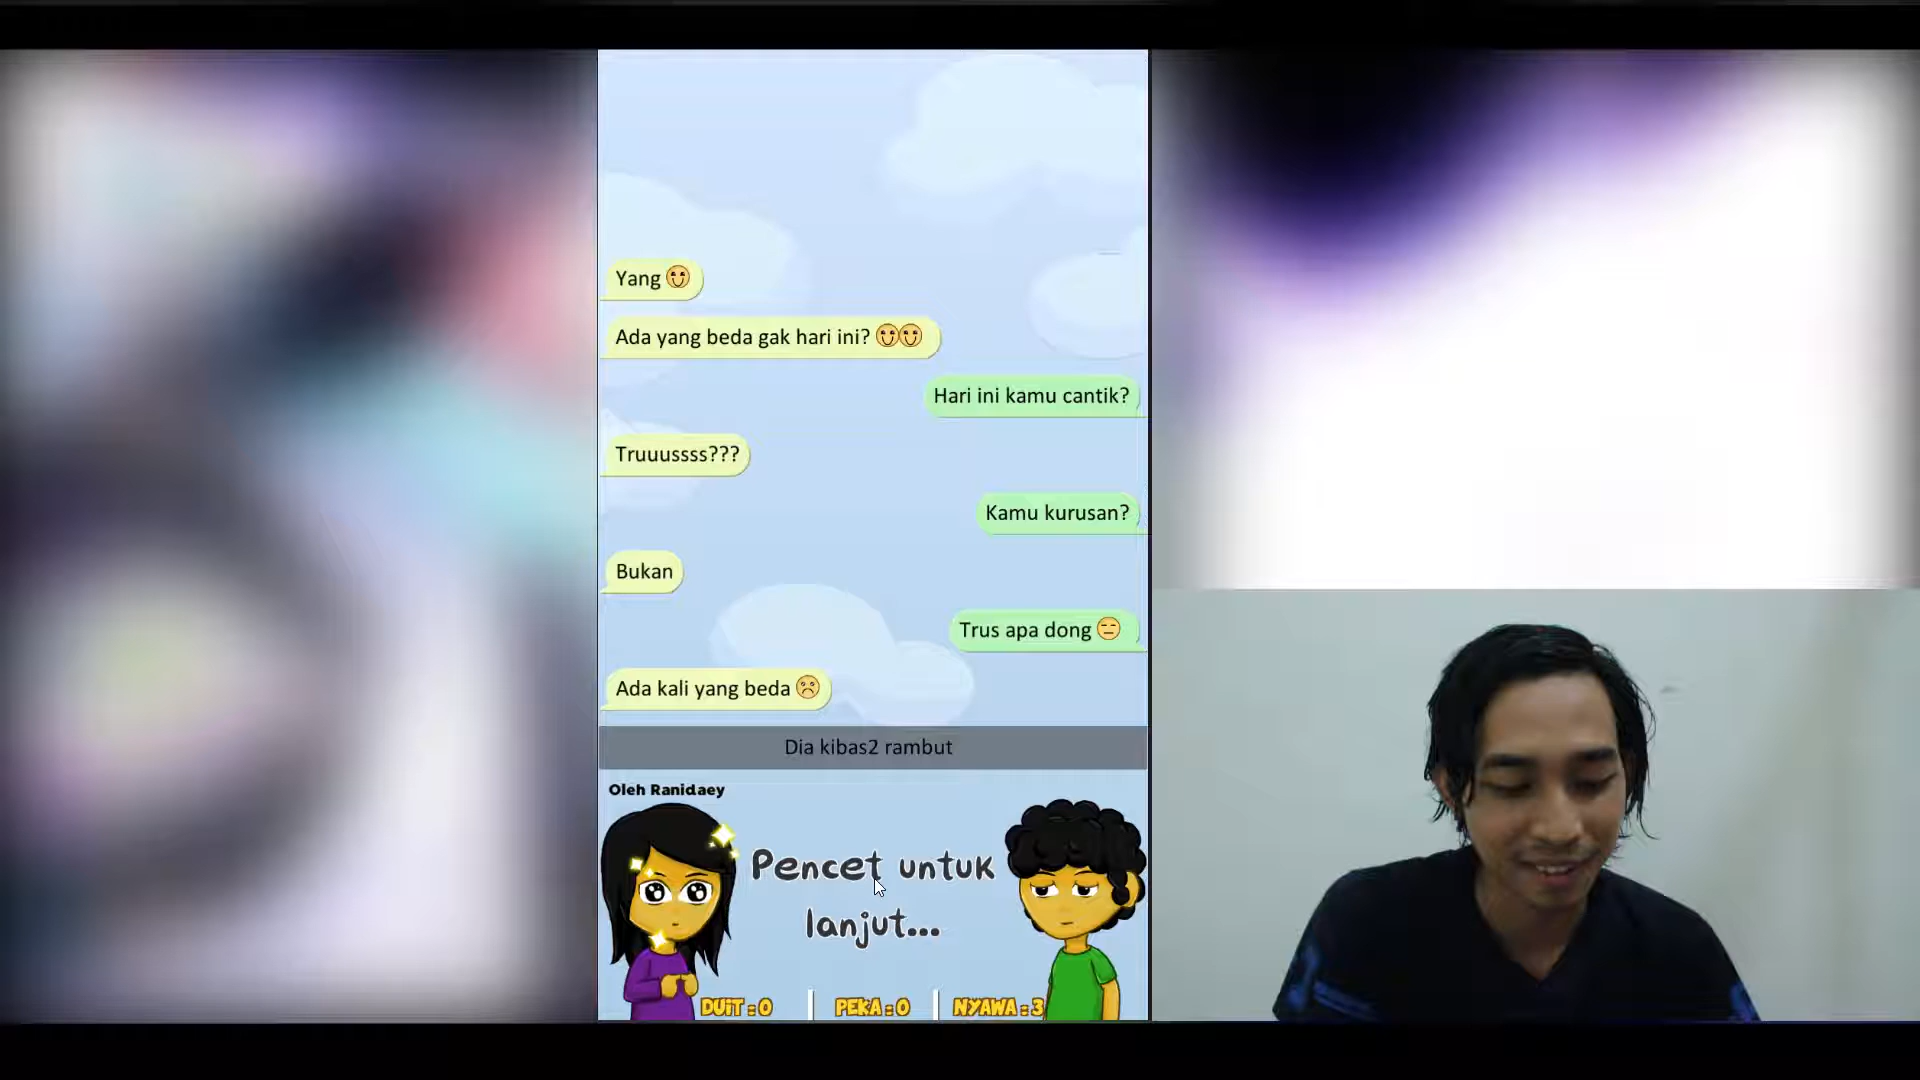 Yang
Ada yang beda gak hari ini?
Hari ini kamu cantik?
Truuussss???
Kamu kurusan?
Bukan
Trus apa dong
Ada kali yang beda
Dia kibas2 rambut
Oleh Ranidaey
Pencet untuk
lanjut...
DUIT : 0
PEKA : 0
NYAWA : 3